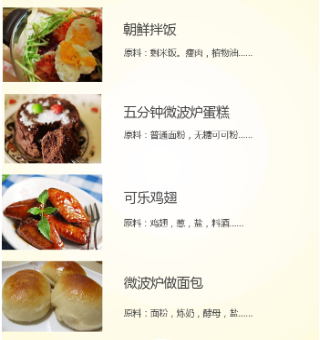 朝鲜拌饭
原料：剩米饭。瘦肉，植物油……
五分钟微波炉蛋糕
原料：普通面粉，无糖可可粉……
可乐鸡翅
原料：鸡翅，葱，盐，料酒……
微波炉做面包
原料：面粉，炼奶，酵母，盐……